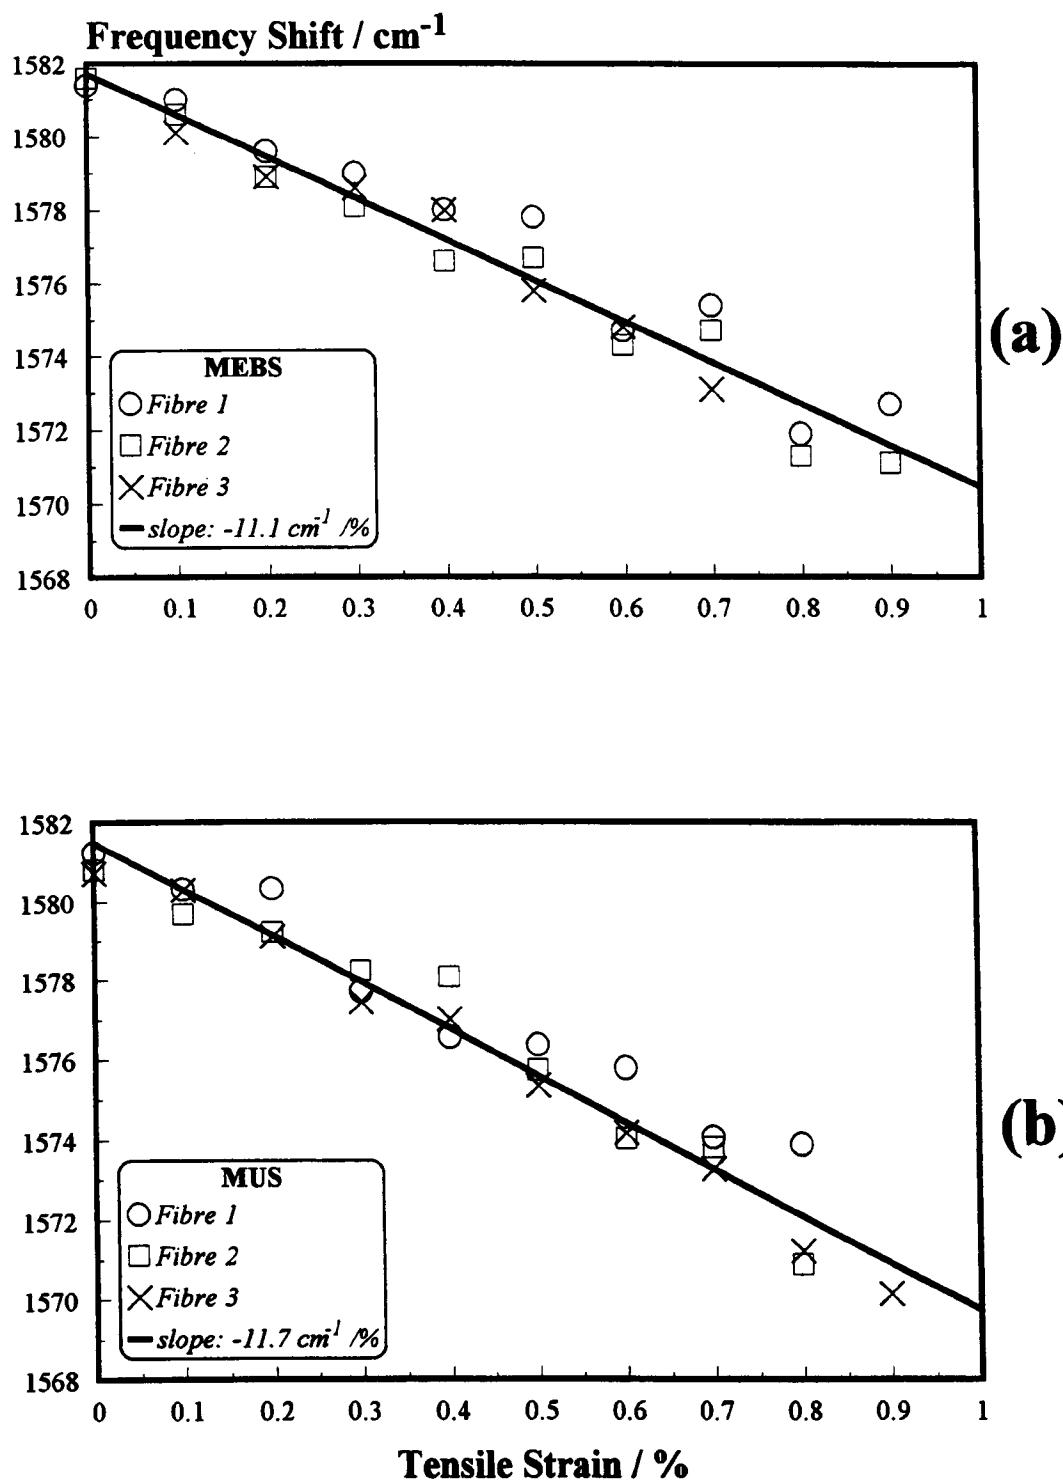 Frequency Shift / cm-1
1582
1580
1578
1576
1574
1572
1570
1568
0 0.1 0.2 0.3 0.4 0.5 0.6 0.7 0.8 0.9 1
MEBS
Fibre 1
Fibre 2
Fibre 3
slope: -11.1 cm-1 /%
(a)
1582
1580
1578
1576
1574
1572
1570
1568
0 0.1 0.2 0.3 0.4 0.5 0.6 0.7 0.8 0.9 1
MUS
Fibre 1
Fibre 2
Fibre 3
slope: -11.7 cm-1 /%
(b)
Tensile Strain / %